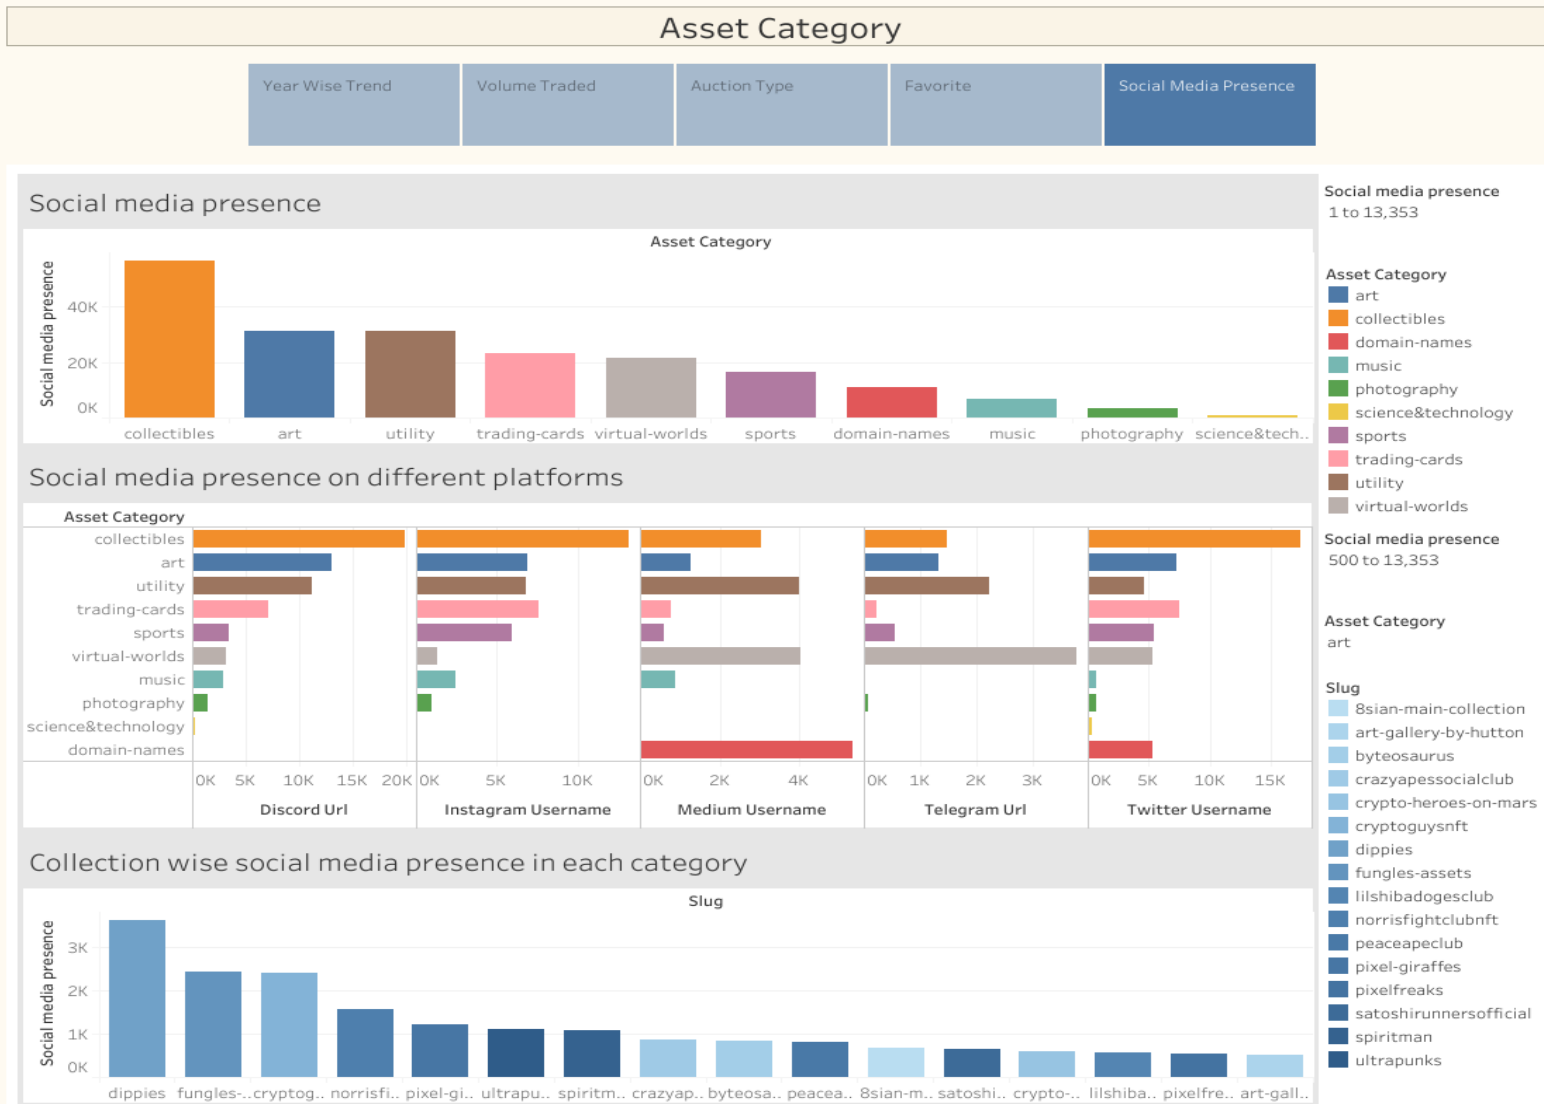 Asset Category
Year Wise Trend Volume Traded Auction Type Favorite Social Media Presence
Social media presence
Asset Category
Social media presence
40K
20K
0K
collectibles art utility trading-cards virtual-worlds sports domain-names music photography science&tech..
Social media presence on different platforms
Asset Category
collectibles
art
utility
trading-cards
sports
virtual-worlds
music
photography
science&technology
domain-names
0K 5K 10K 15K 20K 0K 5K 10K 0K 2K 4K 0K 1K 2K 3K 0K 5K 10K 15K
Discord Url Instagram Username Medium Username Telegram Url Twitter Username
Collection wise social media presence in each category
Slug
Social media presence
3K
2K
1K
0K
dippies fungles-.. cryptog.. norrisfi.. pixel-gi.. ultrapu.. spiritm.. crazyap.. byteosa.. peacea.. 8sian-m.. satoshi.. crypto-.. lilshiba.. pixelfre.. art-gall..
Social media presence
1 to 13,353
Asset Category
art
collectibles
domain-names
music
photography
science&technology
sports
trading-cards
utility
virtual-worlds
Social media presence
500 to 13,353
Asset Category
art
Slug
8sian-main-collection
art-gallery-by-hutton
byteosaurus
crazyapessocialclub
crypto-heroes-on-mars
cryptoguysnft
dippies
fungles-assets
lilshibadogesclub
norrisfightclubnft
peaceapeclub
pixel-giraffes
pixelfreaks
satoshirunnersofficial
spiritman
ultrapunks